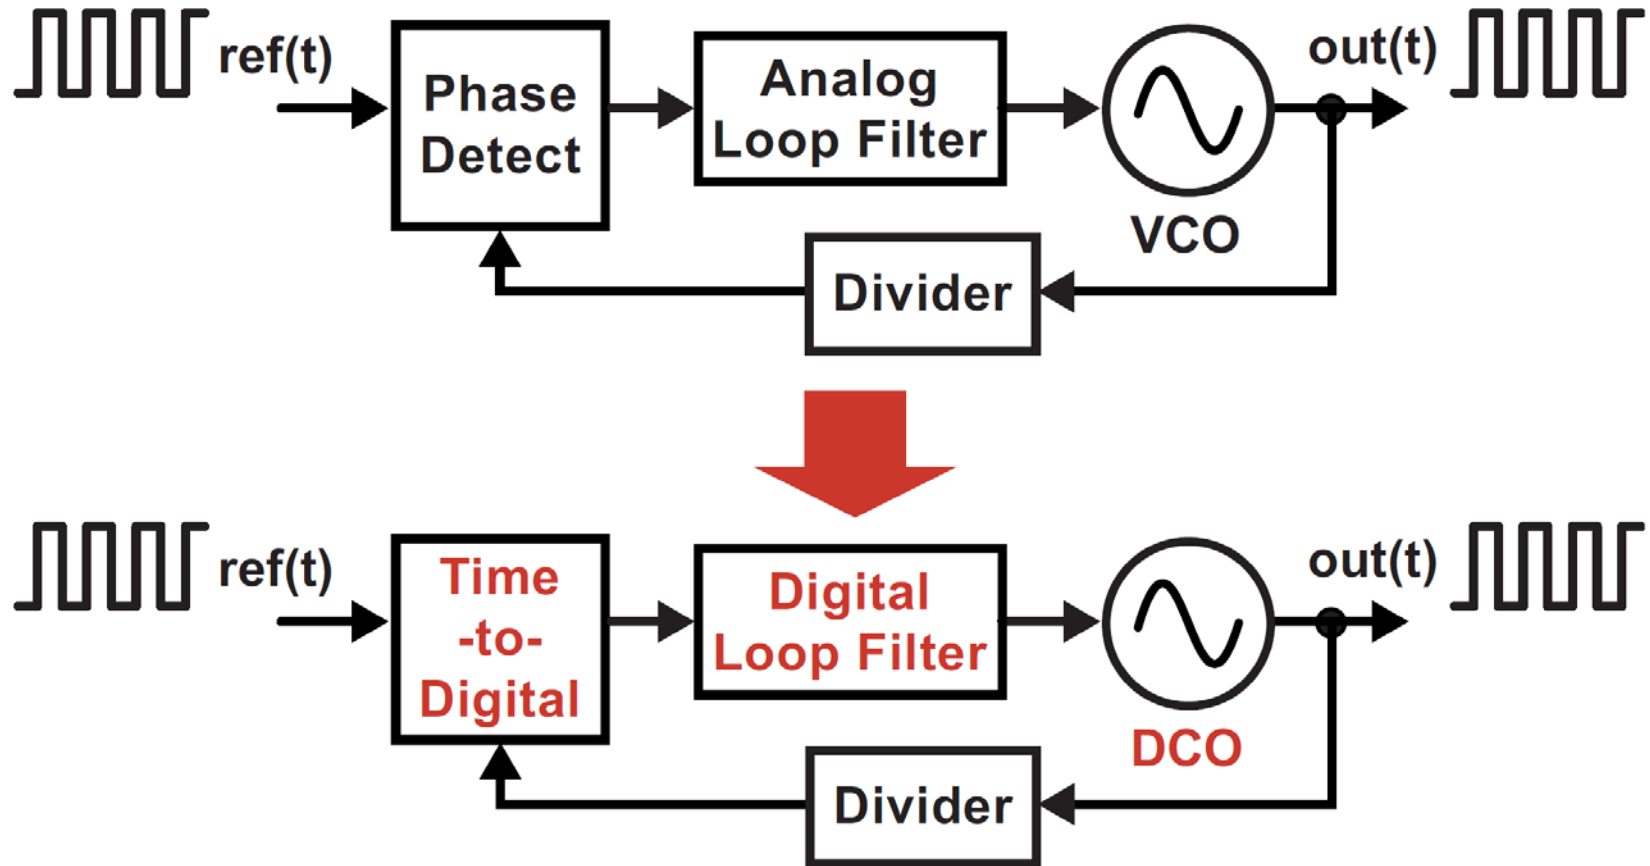 ref(t)
Phase
Detect
Analog
Loop Filter
VCO
out(t)
Divider
ref(t)
Time
-to-
Digital
Digital
Loop Filter
DCO
out(t)
Divider